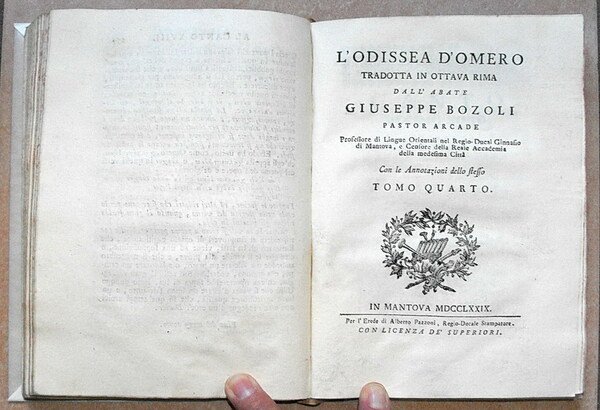 L'ODISSEA D'OMERO
TRADOTTA IN OTTAVA RIMA
DALL' ABATE
GIUSEPPE BOZOLI
PASTOR ARCADE
Professore di Lingue Orientali nel Regio-Ducal Ginnasio
di Mantova, e Censore della Reale Accademia
della medesima Città
Con le Annotazioni dello stesso
TOMO QUARTO.
IN MANTOVA MDCCLXXIX.
Per l' Erede di Alberto Pazzoni, Regio-Ducale Stampatore.
CON LICENZA DE' SUPERIORI.